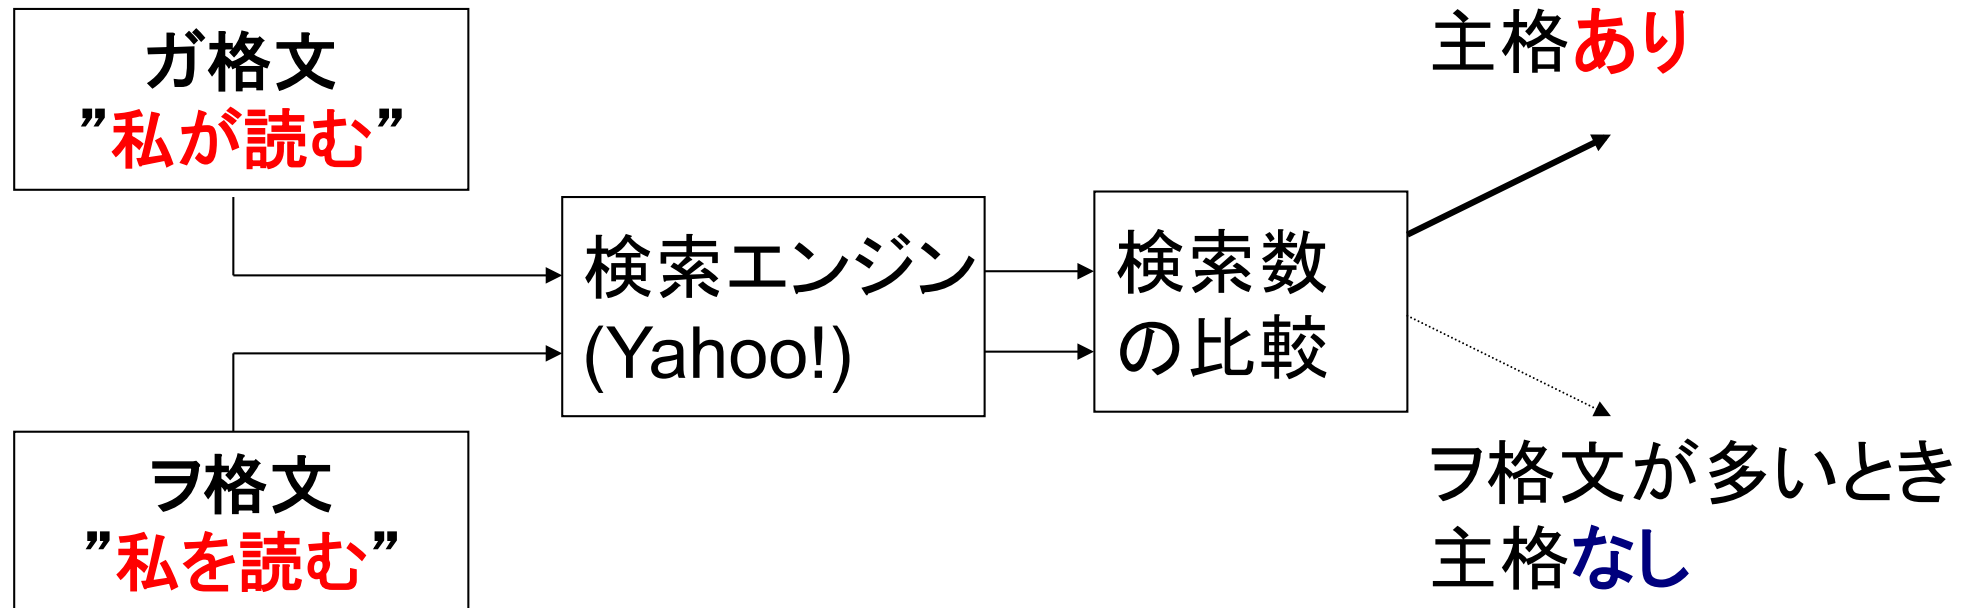 ガ格文
”私が読む”
ヲ格文
”私を読む”
検索エンジン
(Yahoo!)
検索数
の比較
主格あり
ヲ格文が多いとき
主格なし